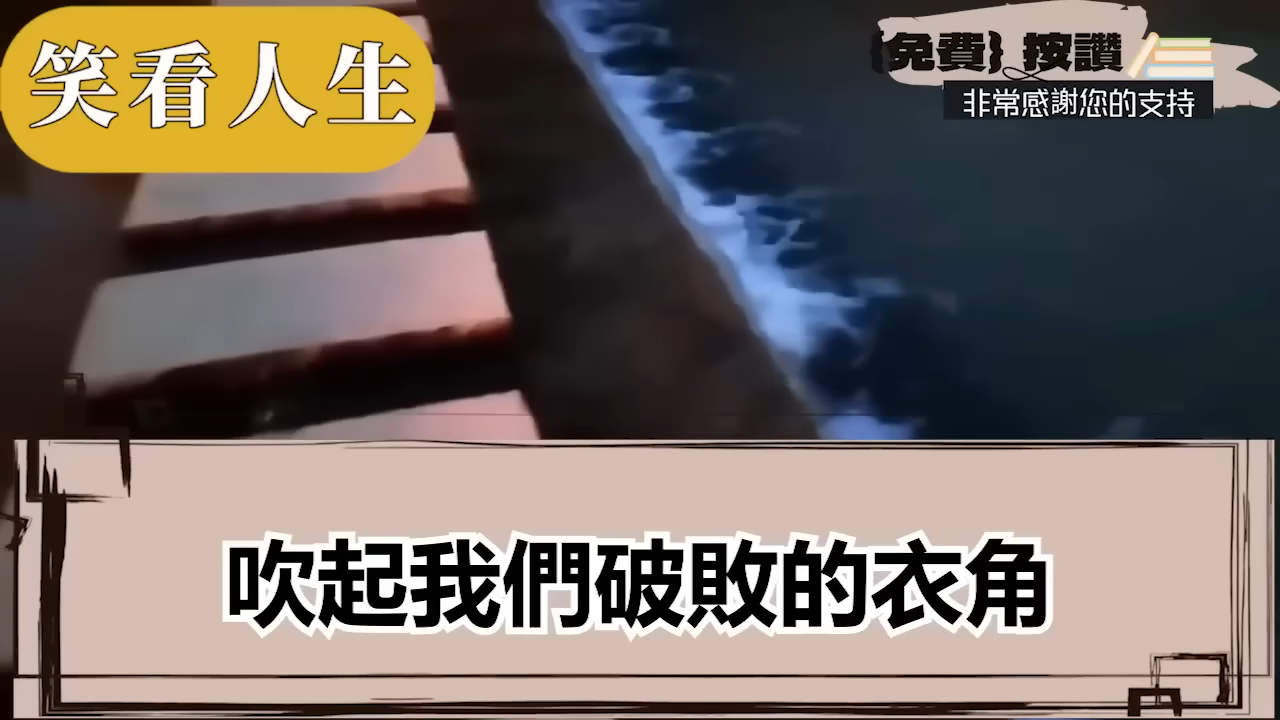 笑看人生
{免費} 按讚
非常感謝您的支持
吹起我們破敗的衣角